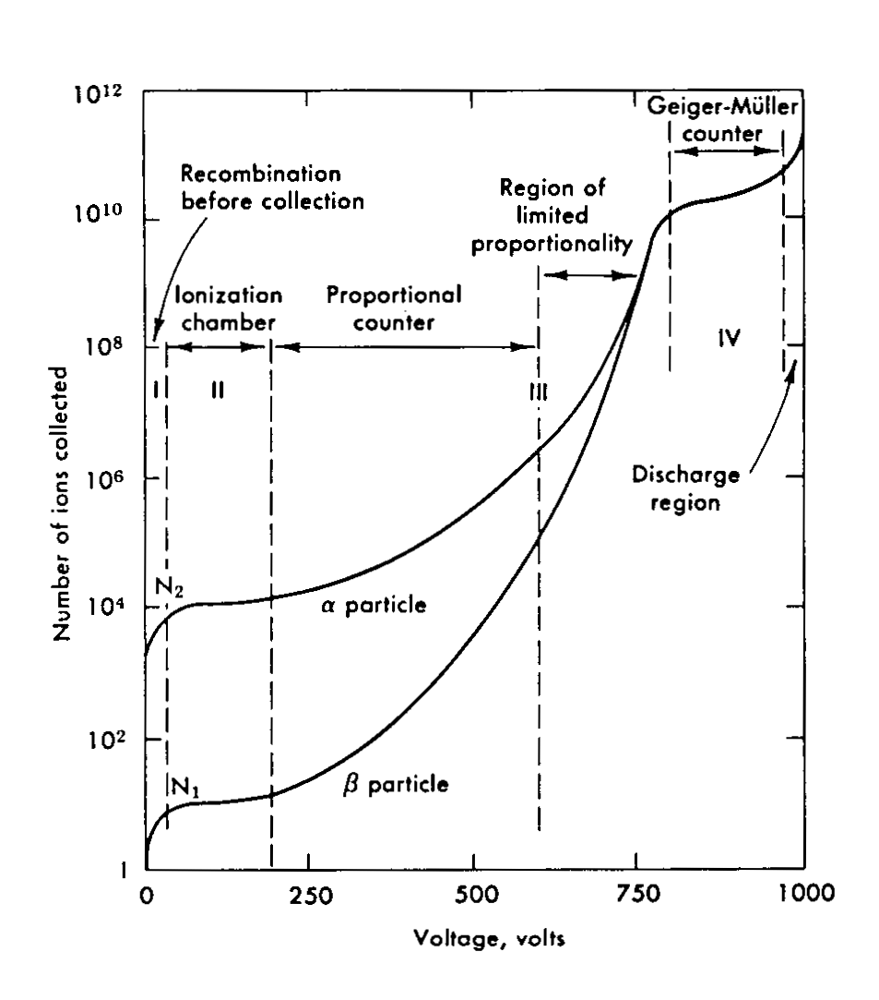 10¹²
Geiger-Müller
counter
Recombination
before collection
Region of
limited
proportionality
10¹⁰
Ionization
chamber
Proportional
counter
10⁸
I
II
III
IV
10⁶
Discharge
region
Number of ions collected
N₂
10⁴
α particle
10²
N₁
β particle
1
0
250
500
750
1000
Voltage, volts